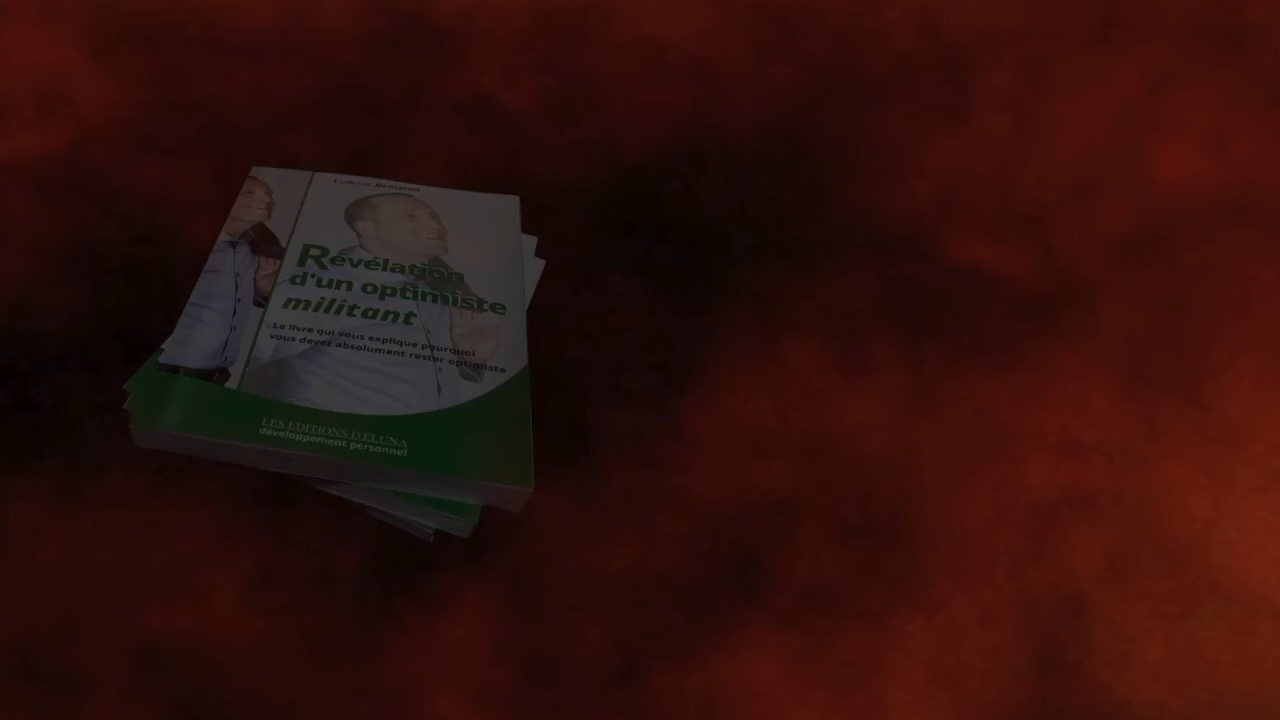 Révélation
d'un optimiste
militant
Le livre qui vous explique pourquoi
vous devez absolument rester optimiste
LES EDITIONS D'ELUNA
développement personnel